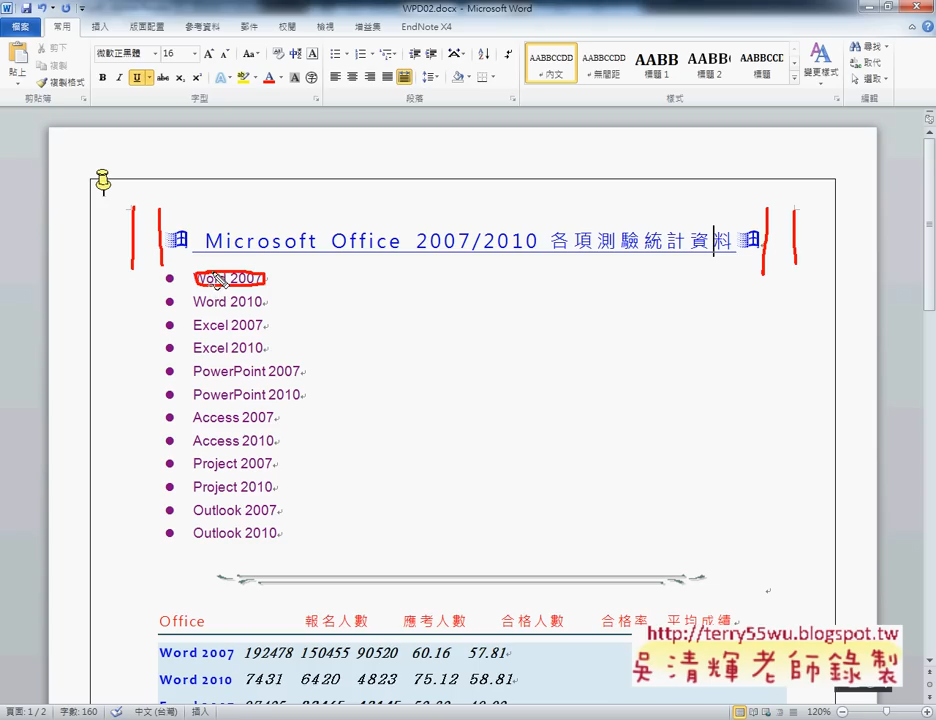 WPD02.docx - Microsoft Word
檔案 常用 插入 版面配置 參考資料 郵件 校閱 檢視 增益集 EndNote X4
貼上 剪下 複製 複製格式 剪貼簿
微軟正黑體 16 字型
段落
AABBCCDD 內文 AABBCCDD 無間距 AABB 標題 1 AABB( 標題 2 AABBCC 標題 變更樣式 樣式
尋找 取代 選取 編輯
Microsoft Office 2007/2010 各項測驗統計資料
Word 2007
Word 2010
Excel 2007
Excel 2010
PowerPoint 2007
PowerPoint 2010
Access 2007
Access 2010
Project 2007
Project 2010
Outlook 2007
Outlook 2010
Office 報名人數 應考人數 合格人數 合格率 平均成績
Word 2007 192478 150455 90520 60.16 57.81
Word 2010 7431 6420 4823 75.12 58.81
http://terry55wu.blogspot.tw
吳清輝老師錄製
頁面: 1 / 2 字數: 160 中文 (台灣) 插入 120%